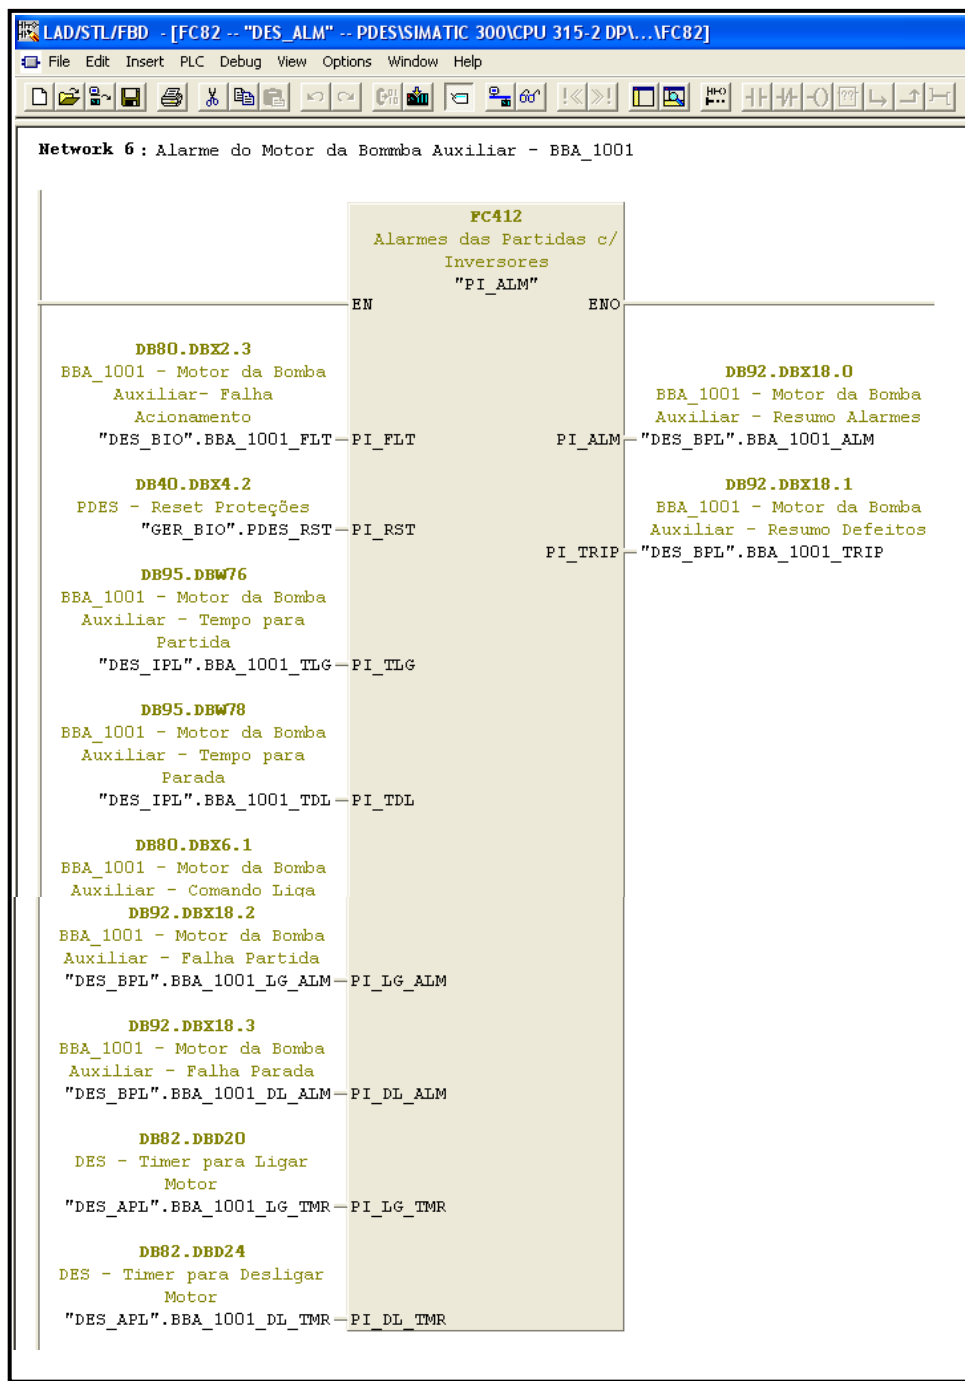 LAD/STL/FBD - [FC82 -- "DES_ALM" -- PDES\SIMATIC 300\CPU 315-2 DP\...\FC82]
File Edit Insert PLC Debug View Options Window Help
Network 6 : Alarme do Motor da Bommba Auxiliar - BBA_1001
FC412
Alarmes das Partidas c/
Inversores
"PI_ALM"
EN ENO
DB80.DBX2.3
BBA_1001 - Motor da Bomba
Auxiliar- Falha
Acionamento
"DES_BIO".BBA_1001_FLT PI_FLT
DB92.DBX18.0
BBA_1001 - Motor da Bomba
Auxiliar - Resumo Alarmes
PI_ALM "DES_BPL".BBA_1001_ALM
DB40.DBX4.2
PDES - Reset Proteções
"GER_BIO".PDES_RST PI_RST
DB92.DBX18.1
BBA_1001 - Motor da Bomba
Auxiliar - Resumo Defeitos
PI_TRIP "DES_BPL".BBA_1001_TRIP
DB95.DBW76
BBA_1001 - Motor da Bomba
Auxiliar - Tempo para
Partida
"DES_IPL".BBA_1001_TLG PI_TLG
DB95.DBW78
BBA_1001 - Motor da Bomba
Auxiliar - Tempo para
Parada
"DES_IPL".BBA_1001_TDL PI_TDL
DB80.DBX6.1
BBA_1001 - Motor da Bomba
Auxiliar - Comando Liga
DB92.DBX18.2
BBA_1001 - Motor da Bomba
Auxiliar - Falha Partida
"DES_BPL".BBA_1001_LG_ALM PI_LG_ALM
DB92.DBX18.3
BBA_1001 - Motor da Bomba
Auxiliar - Falha Parada
"DES_BPL".BBA_1001_DL_ALM PI_DL_ALM
DB82.DBD20
DES - Timer para Ligar
Motor
"DES_APL".BBA_1001_LG_TMR PI_LG_TMR
DB82.DBD24
DES - Timer para Desligar
Motor
"DES_APL".BBA_1001_DL_TMR PI_DL_TMR